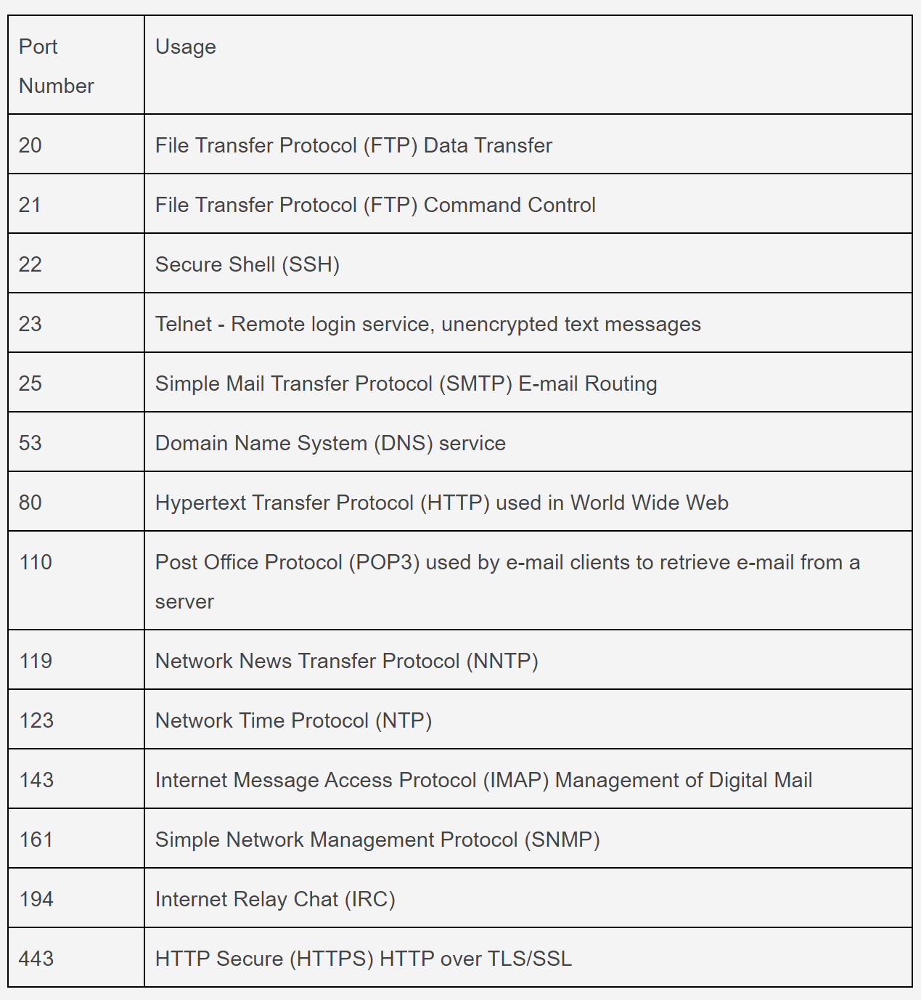 Port
Number
Usage
20
File Transfer Protocol (FTP) Data Transfer
21
File Transfer Protocol (FTP) Command Control
22
Secure Shell (SSH)
23
Telnet - Remote login service, unencrypted text messages
25
Simple Mail Transfer Protocol (SMTP) E-mail Routing
53
Domain Name System (DNS) service
80
Hypertext Transfer Protocol (HTTP) used in World Wide Web
110
Post Office Protocol (POP3) used by e-mail clients to retrieve e-mail from a
server
119
Network News Transfer Protocol (NNTP)
123
Network Time Protocol (NTP)
143
Internet Message Access Protocol (IMAP) Management of Digital Mail
161
Simple Network Management Protocol (SNMP)
194
Internet Relay Chat (IRC)
443
HTTP Secure (HTTPS) HTTP over TLS/SSL